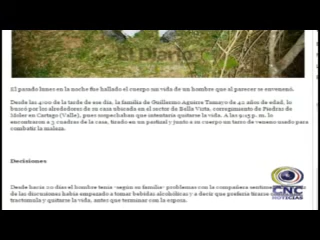 El pasado lunes en la noche fue hallado el cuerpo sin vida de un hombre que al parecer se envenenó.
Desde las 4:00 de la tarde de ese día, la familia de Guillermo Aguirre Tamayo de 42 años de edad, lo
buscó por los alrededores de su casa ubicada en el sector de Bella Vista, corregimiento de Piedras de
Moler en Cartago (Valle), pues sospechaban que intentaría quitarse la vida. A las 9:45 p.m. lo
encontraron a 3 cuadras de la casa, tirado en un pastizal y junto a su cuerpo un tarro de veneno usado para
combatir la maleza.
Decisiones
Desde hacía 20 días el hombre tenía -según su familia- problemas con la compañera
de las discusiones había empezado a tomar bebidas alcohólicas y a decir que prefería
y quitarse la vida, antes que terminar con la esposa.
CNC
NOTICIAS